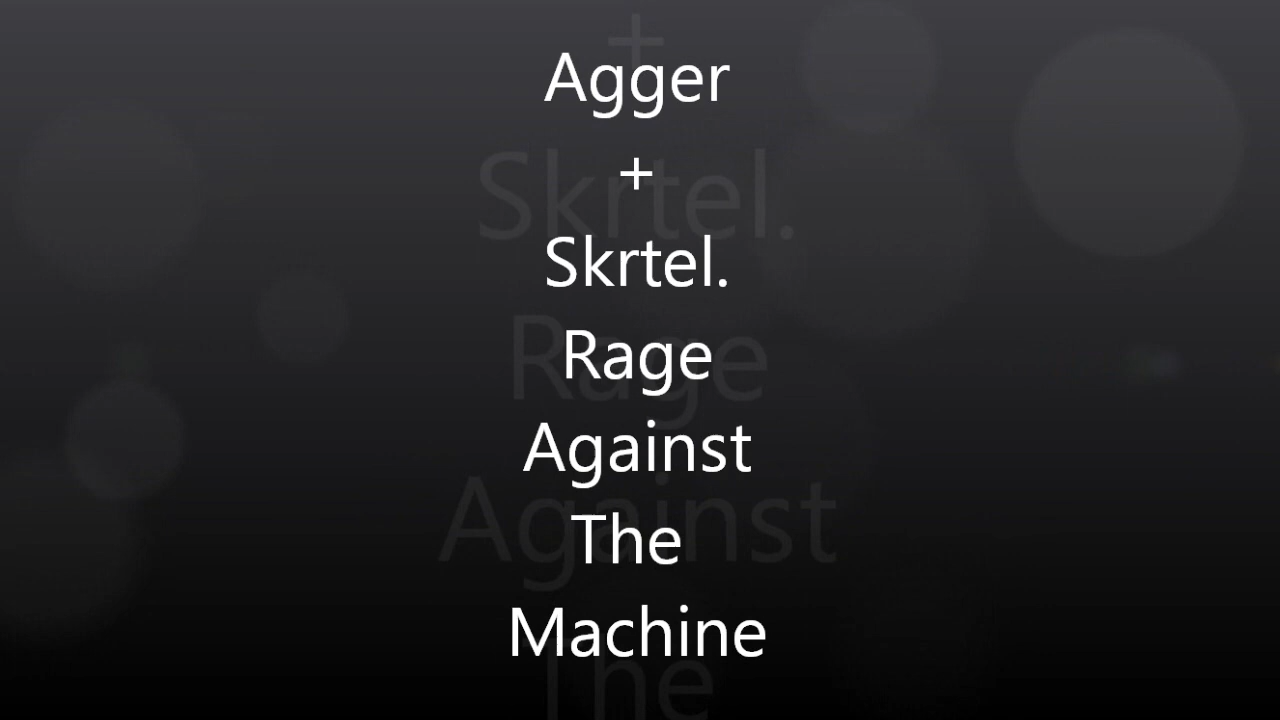 Agger
+
Skrtel.
Rage
Against
The
Machine